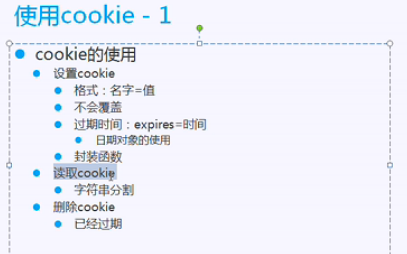 使用cookie - 1
cookie的使用
设置cookie
格式：名字=值
不会覆盖
过期时间：expires=时间
日期对象的使用
封装函数
读取cookie
字符串分割
删除cookie
已经过期